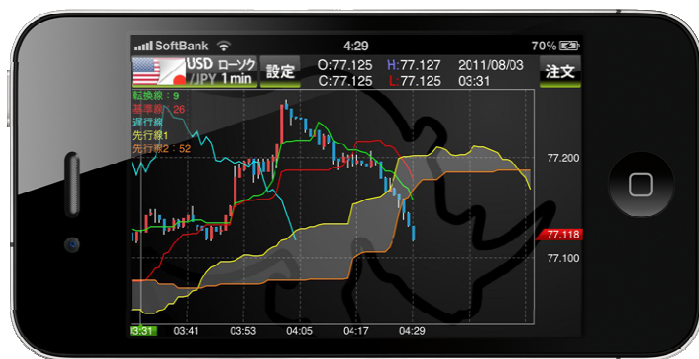 SoftBank 4:29 70%
USD ローソク 設定 O:77.125 H:77.127 2011/08/03 注文
/JPY 1 min C:77.125 L:77.125 03:31
転換線：9
基準線：26
遅行線
先行線1
先行線2：52
77.200
77.118
77.100
03:31 03:41 03:53 04:05 04:17 04:29